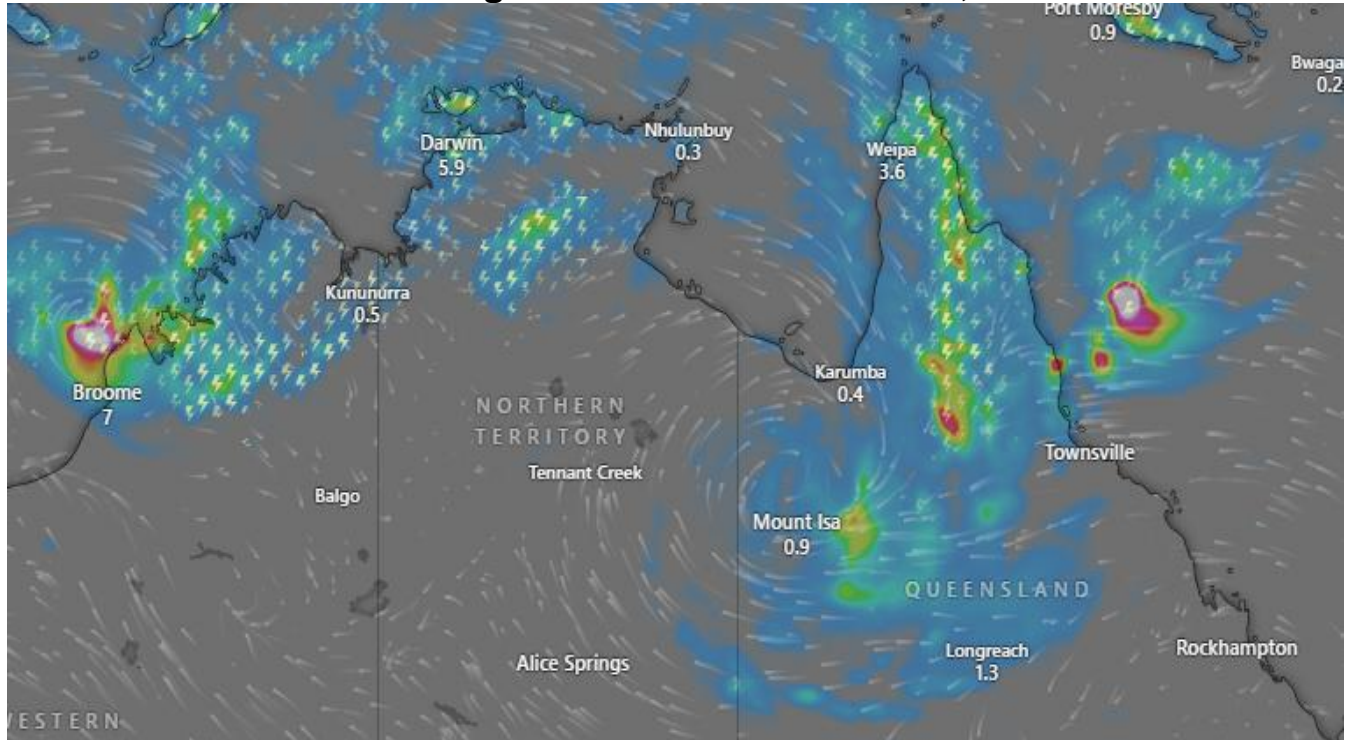 Port Moresby
0.9
Bwaga
0.2
Darwin
5.9
Nhulunbuy
0.3
Weipa
3.6
Kununurra
0.5
Karumba
0.4
Broome
7
NORTHERN
TERRITORY
Townsville
Tennant Creek
Balgo
Mount Isa
0.9
QUEENSLAND
Alice Springs
Longreach
1.3
Rockhampton
WESTERN